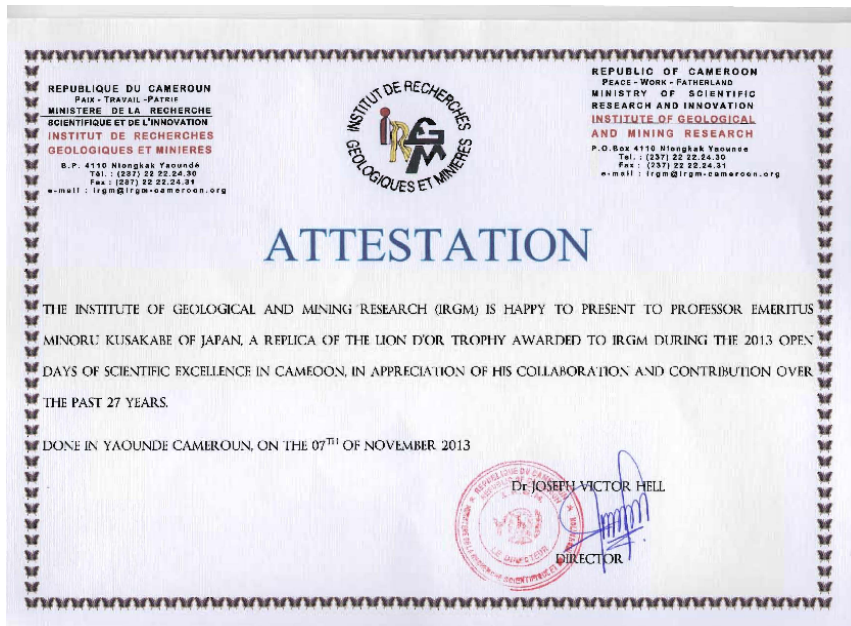 REPUBLIQUE DU CAMEROUN
PAIX - TRAVAIL - PATRIE
MINISTERE DE LA RECHERCHE
SCIENTIFIQUE ET DE L'INNOVATION
INSTITUT DE RECHERCHES
GEOLOGIQUES ET MINIERES
B.P. 4110 Nlongkak Yaoundé
Tél. : (237) 22 22.24.30
Fax : (237) 22 22.24.31
e-mail : irgm@irgm-cameroon.org
INSTITUT DE RECHERCHES
GEOLOGIQUES ET MINIERES
IRGM
REPUBLIC OF CAMEROON
PEACE - WORK - FATHERLAND
MINISTRY OF SCIENTIFIC
RESEARCH AND INNOVATION
INSTITUTE OF GEOLOGICAL
AND MINING RESEARCH
P.O.Box 4110 Nlongkak Yaounde
Tel. : (237) 22 22.24.30
Fax : (237) 22 22.24.31
e-mail : irgm@irgm-cameroon.org
ATTESTATION
THE INSTITUTE OF GEOLOGICAL AND MINING RESEARCH (IRGM) IS HAPPY TO PRESENT TO PROFESSOR EMERITUS
MINORU KUSAKABE OF JAPAN, A REPLICA OF THE LION D'OR TROPHY AWARDED TO IRGM DURING THE 2013 OPEN
DAYS OF SCIENTIFIC EXCELLENCE IN CAMEOON, IN APPRECIATION OF HIS COLLABORATION AND CONTRIBUTION OVER
THE PAST 27 YEARS.
DONE IN YAOUNDE CAMEROUN, ON THE 07TH OF NOVEMBER 2013
Dr JOSEPH VICTOR HELL
DIRECTOR
LE DIRECTEUR